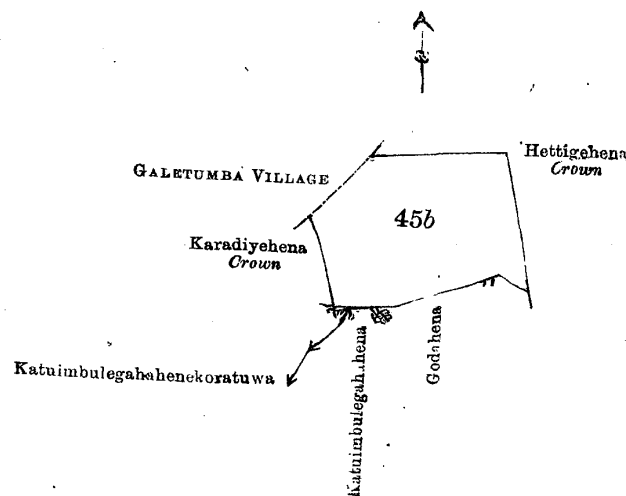 Hettigehena
Crown
GALETUMBA VILLAGE
45b
Karadiyehena
Crown
Katuimbulegahahenekoratuwa
Katuimbulegahahena
Godahena